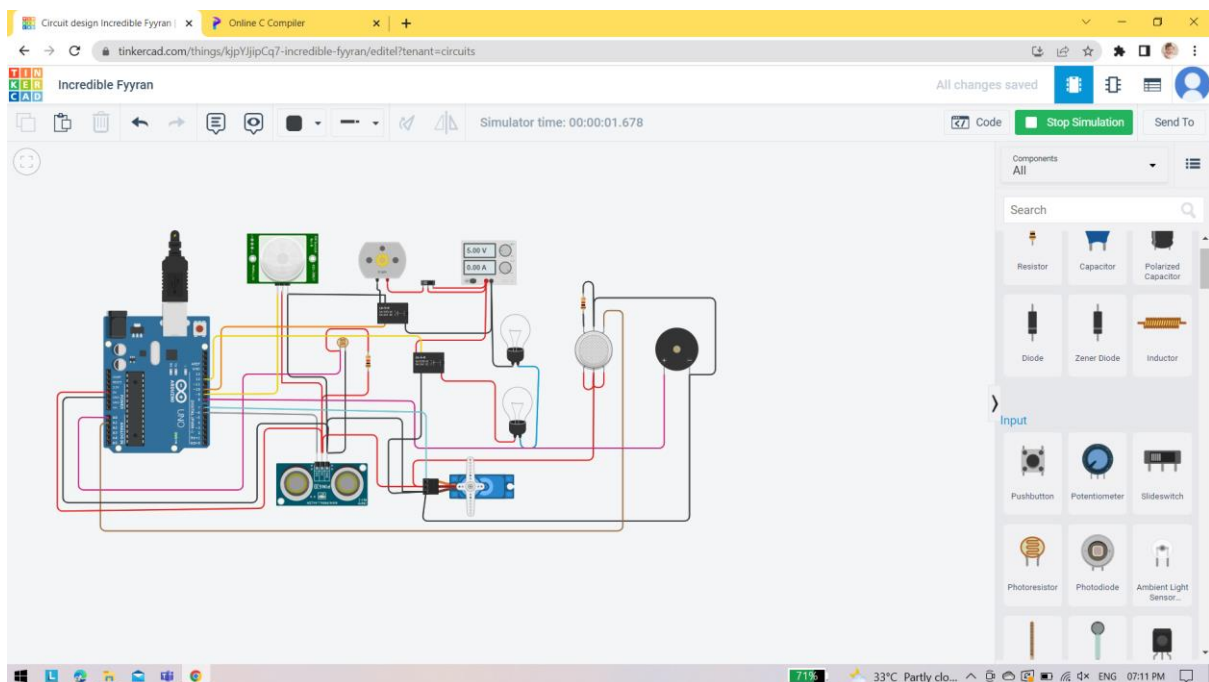 Circuit design Incredible Fyyran |
Online C Compiler
tinkercad.com/things/kjpYJjipCq7-incredible-fyyran/editel?tenant=circuits
TIN
KER
CAD
Incredible Fyyran
All changes saved
Simulator time: 00:00:01.678
Code
Stop Simulation
Send To
Components
All
Search
Resistor
Capacitor
Polarized
Capacitor
Diode
Zener Diode
Inductor
Input
Pushbutton
Potentiometer
Slideswitch
Photoresistor
Photodiode
Ambient Light
Sensor...
5.00 V
0.00 A
UNO
ARDUINO
71%
33°C Partly clo...
ENG
07:11 PM